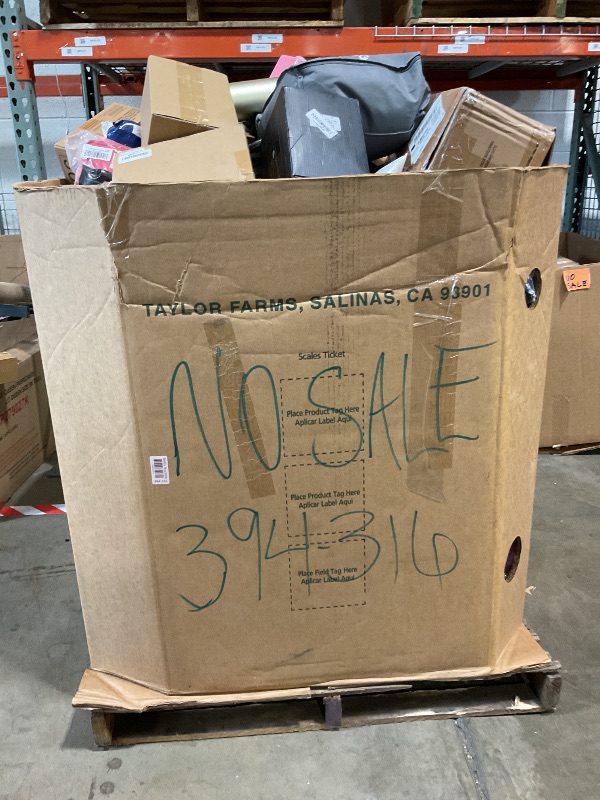 TAYLOR FARMS, SALINAS, CA 93901
Scales Ticket
NO SALE
Place Product Tag Here
Aplicar Label Aqui
Place Product Tag Here
Aplicar Label Aqui
394-316
Place Field Tag Here
Aplicar Label Aqui
NO
SALE